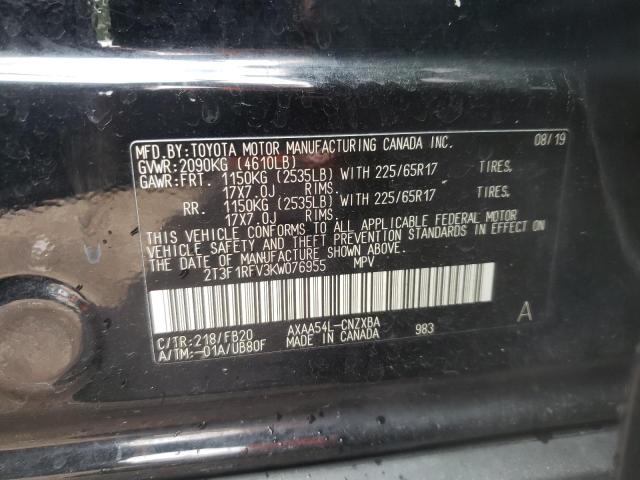 MFD.BY:TOYOTA MOTOR MANUFACTURING CANADA INC. 08/19
GVWR:2090KG (4610LB)
GAWR:FRT. 1150KG (2535LB) WITH 225/65R17 TIRES,
17X7.0J RIMS.
RR. 1150KG (2535LB) WITH 225/65R17 TIRES,
17X7.0J RIMS.
THIS VEHICLE CONFORMS TO ALL APPLICABLE FEDERAL MOTOR
VEHICLE SAFETY AND THEFT PREVENTION STANDARDS IN EFFECT ON
THE DATE OF MANUFACTURE SHOWN ABOVE.
2T3F1RFV3KW076955 MPV
C/TR:218/FB20 AXAA54L-CNZXBA 983 A
A/TM:-01A/UB80F MADE IN CANADA